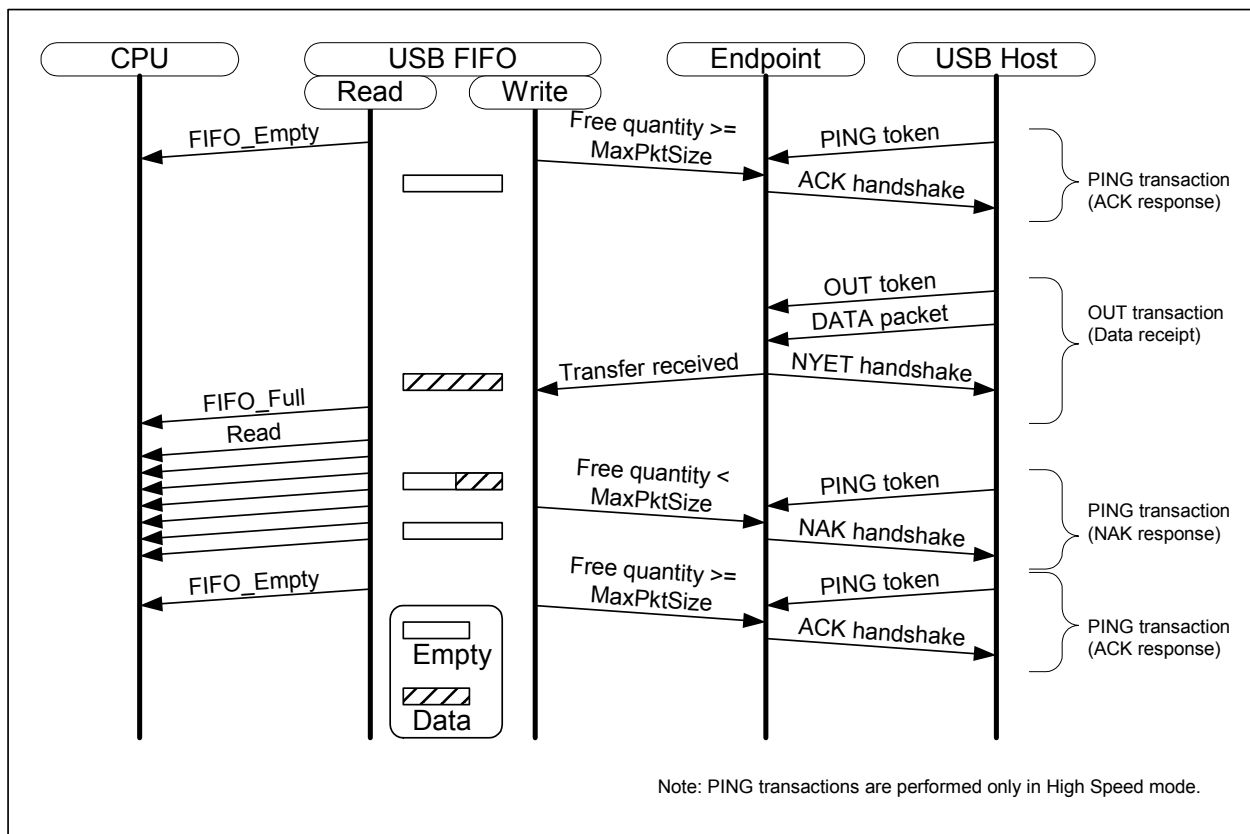 CPU
USB FIFO
Endpoint
USB Host
Read
Write
FIFO_Empty
Free quantity >=
MaxPktSize
PING token
ACK handshake
PING transaction
(ACK response)
OUT token
DATA packet
OUT transaction
(Data receipt)
Transfer received
NYET handshake
FIFO_Full
Read
Free quantity <
MaxPktSize
PING token
NAK handshake
PING transaction
(NAK response)
FIFO_Empty
Free quantity >=
MaxPktSize
PING token
ACK handshake
PING transaction
(ACK response)
Empty
Data
Note: PING transactions are performed only in High Speed mode.